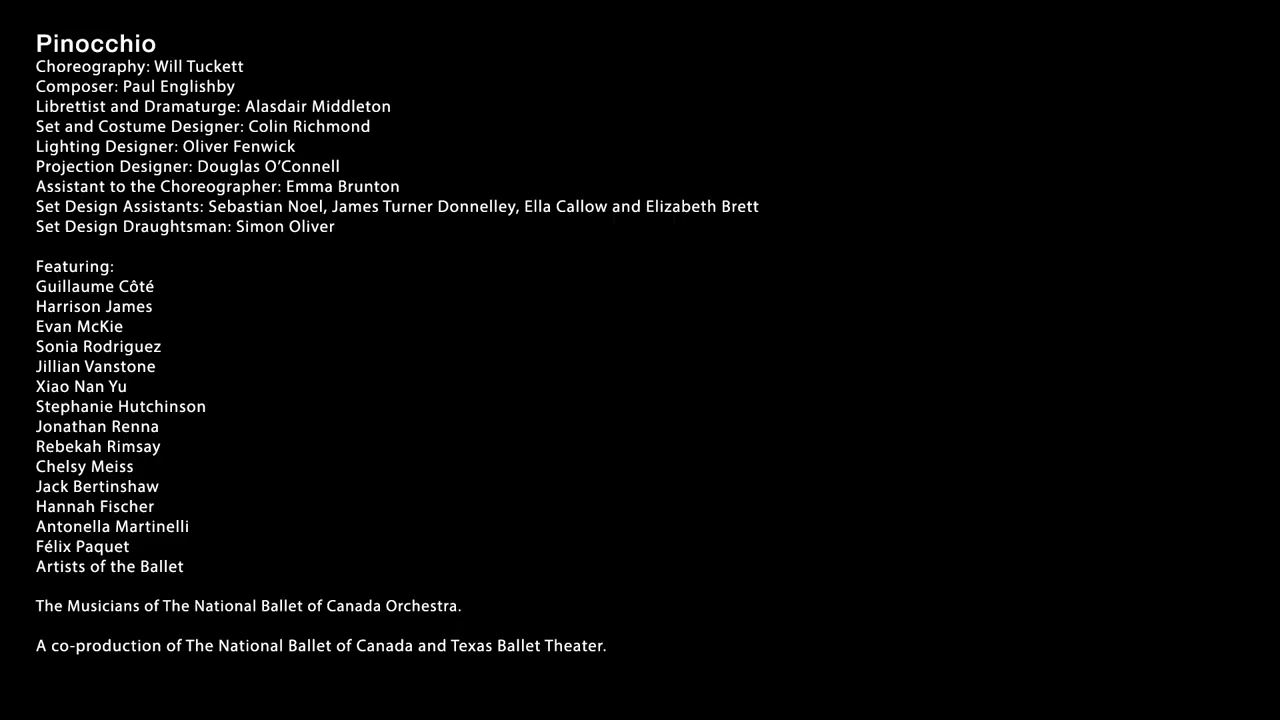 Pinocchio
Choreography: Will Tuckett
Composer: Paul Englishby
Librettist and Dramaturge: Alasdair Middleton
Set and Costume Designer: Colin Richmond
Lighting Designer: Oliver Fenwick
Projection Designer: Douglas O’Connell
Assistant to the Choreographer: Emma Brunton
Set Design Assistants: Sebastian Noel, James Turner Donnelley, Ella Callow and Elizabeth Brett
Set Design Draughtsman: Simon Oliver
Featuring:
Guillaume Côté
Harrison James
Evan McKie
Sonia Rodriguez
Jillian Vanstone
Xiao Nan Yu
Stephanie Hutchinson
Jonathan Renna
Rebekah Rimsay
Chelsy Meiss
Jack Bertinshaw
Hannah Fischer
Antonella Martinelli
Félix Paquet
Artists of the Ballet
The Musicians of The National Ballet of Canada Orchestra.
A co-production of The National Ballet of Canada and Texas Ballet Theater.